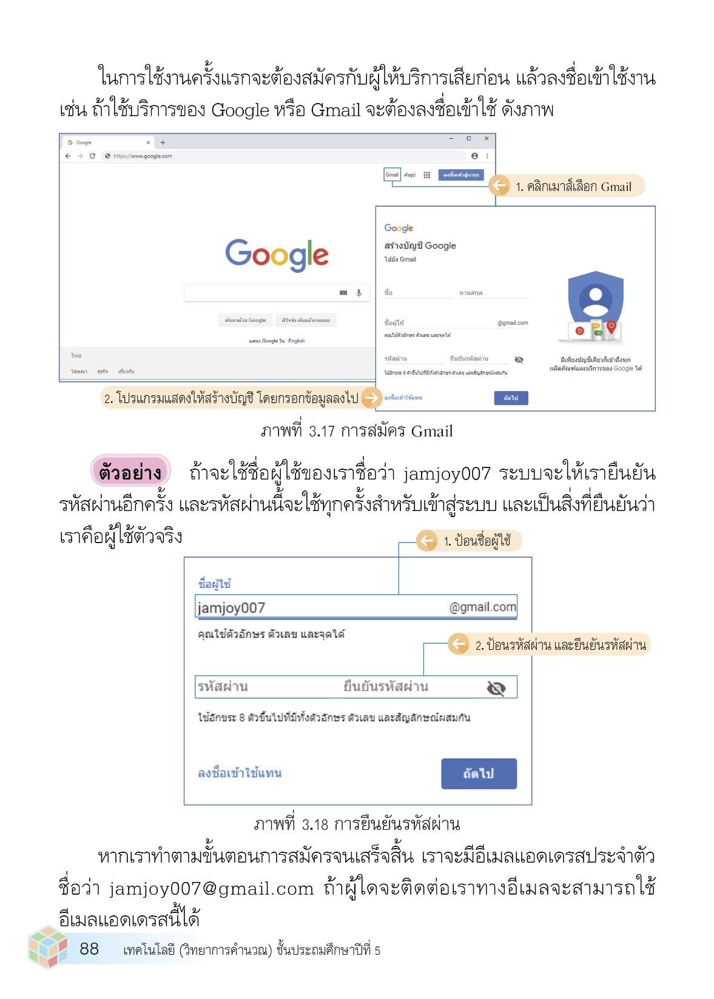 ในการใช้งานครั้งแรกจะต้องสมัครกับผู้ให้บริการเสียก่อน แล้วลงชื่อเข้าใช้งาน
เช่น ถ้าใช้บริการของ Google หรือ Gmail จะต้องลงชื่อเข้าใช้ ดังภาพ
Google
https://www.google.com
Gmail ค้นรูป ลงชื่อเข้าสู่ระบบ
1. คลิกเมาส์เลือก Gmail
Google
ค้นหาด้วย Google ดีใจจัง ค้นแล้วเจอเลย
แสดง Google ใน: English
ไทย
โฆษณา ธุรกิจ เกี่ยวกับ
Google
สร้างบัญชี Google
ไปยัง Gmail
ชื่อ นามสกุล
ชื่อผู้ใช้ @gmail.com
คุณใช้ตัวอักษร ตัวเลข และจุดได้
รหัสผ่าน ยืนยันรหัสผ่าน
ใช้อักขระ 8 ตัวขึ้นไปที่มีทั้งตัวอักษร ตัวเลข และสัญลักษณ์ผสมกัน
ลงชื่อเข้าใช้แทน ถัดไป
มีเพียงบัญชีเดียวก็เข้าถึงทุก
ผลิตภัณฑ์และบริการของ Google ได้
2. โปรแกรมแสดงให้สร้างบัญชี โดยกรอกข้อมูลลงไป
ภาพที่ 3.17 การสมัคร Gmail
ตัวอย่าง ถ้าจะใช้ชื่อผู้ใช้ของเราชื่อว่า jamjoy007 ระบบจะให้เรายืนยัน
รหัสผ่านอีกครั้ง และรหัสผ่านนี้จะใช้ทุกครั้งสำหรับเข้าสู่ระบบ และเป็นสิ่งที่ยืนยันว่า
เราคือผู้ใช้ตัวจริง
1. ป้อนชื่อผู้ใช้
ชื่อผู้ใช้
jamjoy007 @gmail.com
คุณใช้ตัวอักษร ตัวเลข และจุดได้
2. ป้อนรหัสผ่าน และยืนยันรหัสผ่าน
รหัสผ่าน ยืนยันรหัสผ่าน
ใช้อักขระ 8 ตัวขึ้นไปที่มีทั้งตัวอักษร ตัวเลข และสัญลักษณ์ผสมกัน
ลงชื่อเข้าใช้แทน ถัดไป
ภาพที่ 3.18 การยืนยันรหัสผ่าน
หากเราทำตามขั้นตอนการสมัครจนเสร็จสิ้น เราจะมีอีเมลแอดเดรสประจำตัว
ชื่อว่า jamjoy007@gmail.com ถ้าผู้ใดจะติดต่อเราทางอีเมลจะสามารถใช้
อีเมลแอดเดรสนี้ได้
88 เทคโนโลยี (วิทยาการคำนวณ) ชั้นประถมศึกษาปีที่ 5